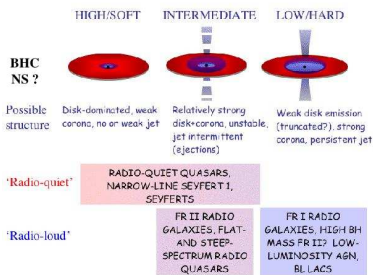 HIGH/SOFT INTERMEDIATE LOW/HARD
BHC
NS ?
Possible
structure
Disk-dominated, weak
corona, no or weak jet
Relatively strong
disk+corona, unstable,
jet intermittent
(ejections)
Weak disk emission
(truncated?), strong
corona, persistent jet
'Radio-quiet'
RADIO-QUIET QUASARS,
NARROW-LINE SEYFERT 1,
SEYFERTS
'Radio-loud'
FR II RADIO
GALAXIES, FLAT-
AND STEEP-
SPECTRUM RADIO
QUASARS
FR I RADIO
GALAXIES, HIGH BH
MASS FR II? LOW-
LUMINOSITY AGN,
BL LACS